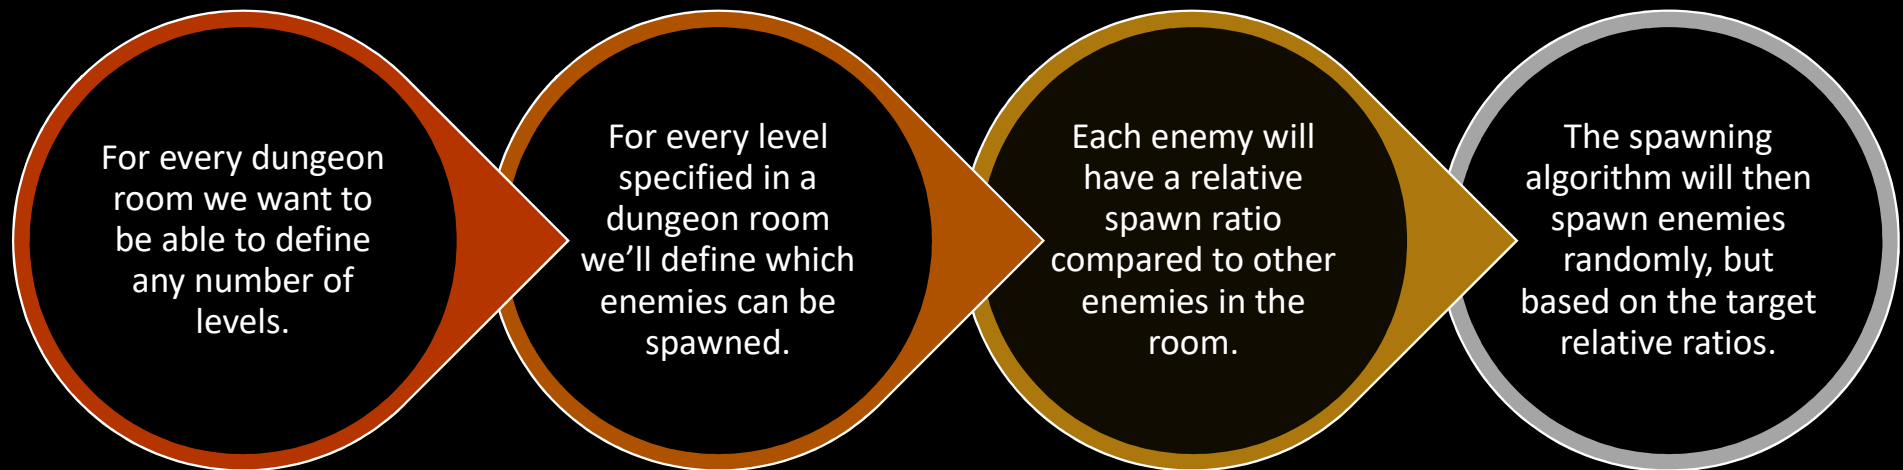 For every dungeon
room we want to
be able to define
any number of
levels.
For every level
specified in a
dungeon room
we’ll define which
enemies can be
spawned.
Each enemy will
have a relative
spawn ratio
compared to other
enemies in the
room.
The spawning
algorithm will then
spawn enemies
randomly, but
based on the target
relative ratios.